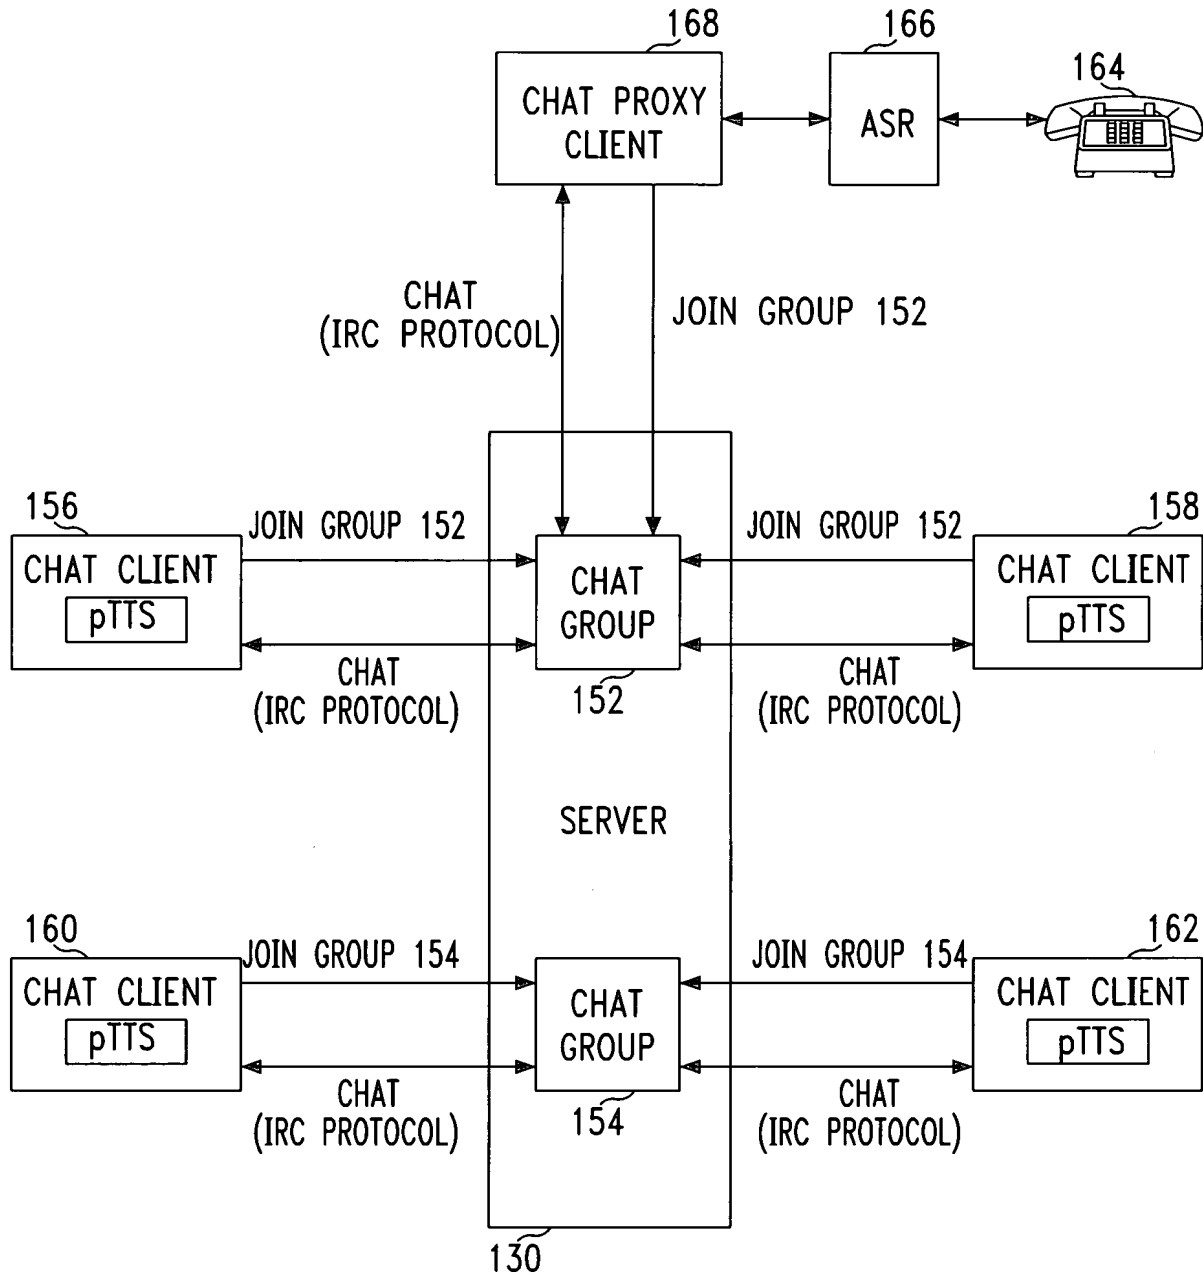 168
166
164
CHAT PROXY
CLIENT
ASR
CHAT
(IRC PROTOCOL)
JOIN GROUP 152
156
JOIN GROUP 152
JOIN GROUP 152
158
CHAT CLIENT
pTTS
CHAT
GROUP
CHAT CLIENT
pTTS
CHAT
(IRC PROTOCOL)
152
CHAT
(IRC PROTOCOL)
SERVER
160
JOIN GROUP 154
JOIN GROUP 154
162
CHAT CLIENT
pTTS
CHAT
GROUP
CHAT CLIENT
pTTS
CHAT
(IRC PROTOCOL)
154
CHAT
(IRC PROTOCOL)
130